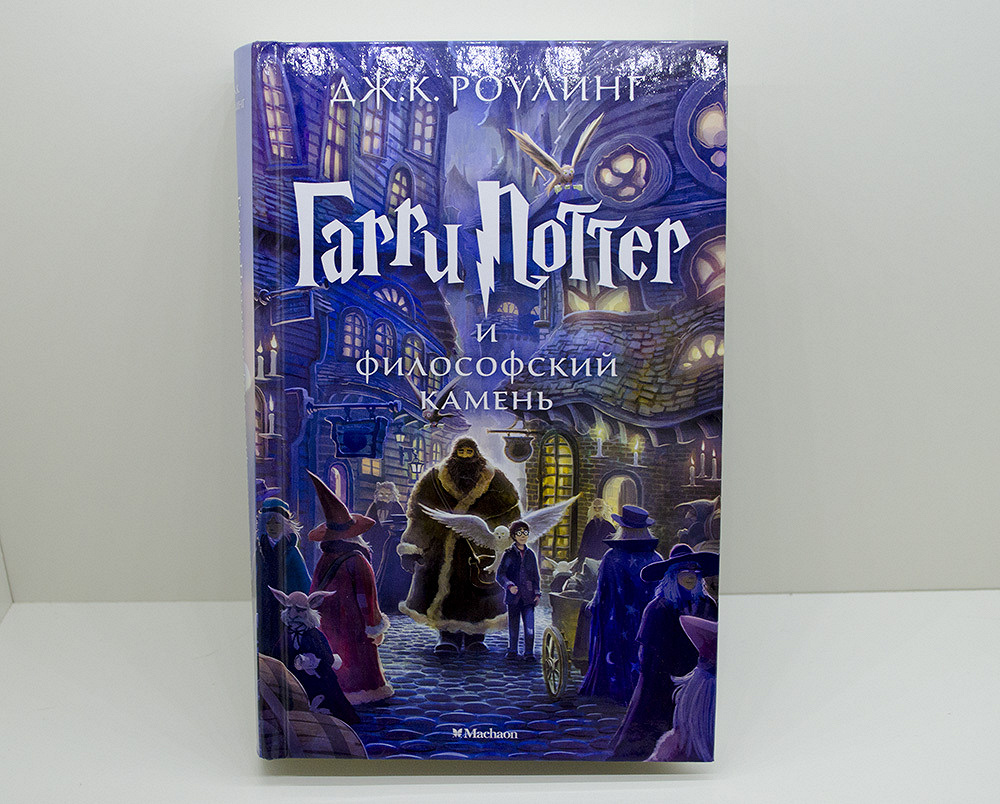 ДЖ.К. РОУЛИНГ
Гарри Поттер
и
философский
камень
Machaon